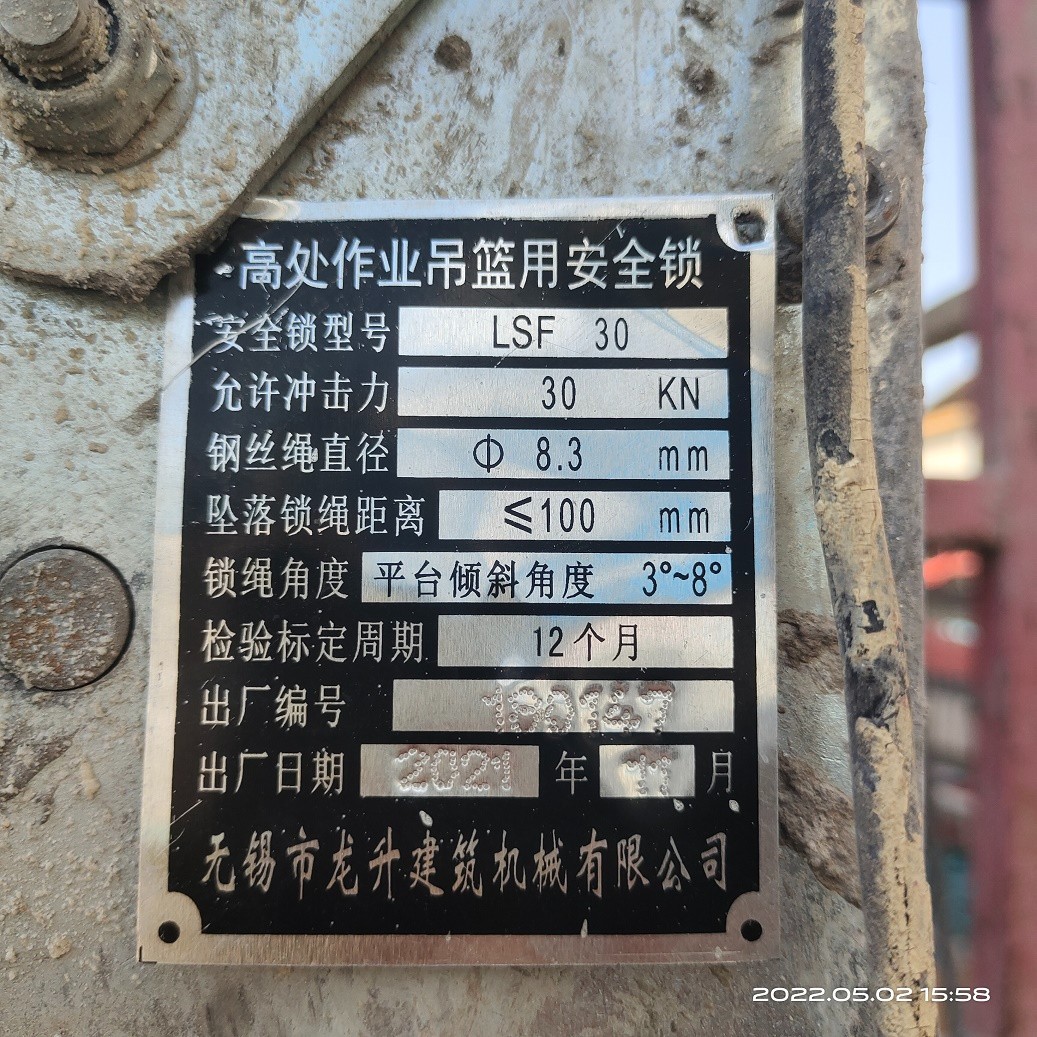 高处作业吊篮用安全锁
安全锁型号 LSF 30
允许冲击力 30 KN
钢丝绳直径 Φ 8.3 mm
坠落锁绳距离 ≤100 mm
锁绳角度 平台倾斜角度 3°~8°
检验标定周期 12个月
出厂编号
出厂日期 2021 年 11 月
无锡市龙升建筑机械有限公司
2022.05.02 15:58